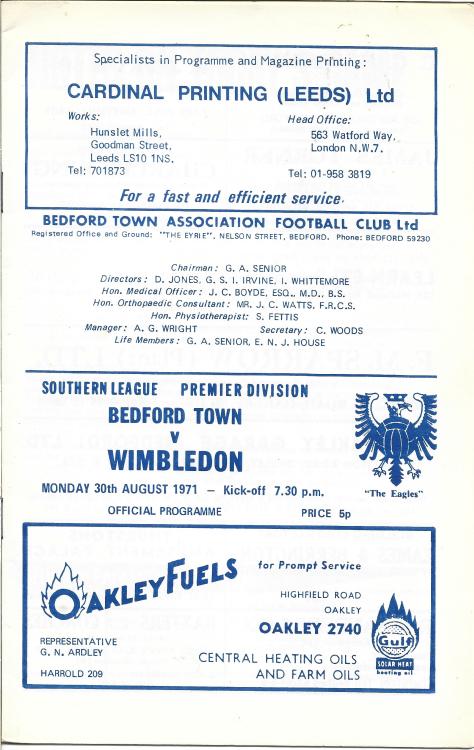 Specialists in Programme and Magazine Printing:
CARDINAL PRINTING (LEEDS) Ltd
Works:
Hunslet Mills,
Goodman Street,
Leeds LS10 1NS.
Tel: 701873
Head Office:
563 Watford Way,
London N.W.7.
Tel: 01-958 3819
For a fast and efficient service.
BEDFORD TOWN ASSOCIATION FOOTBALL CLUB Ltd
Registered Office and Ground: "THE EYRIE", NELSON STREET, BEDFORD. Phone: BEDFORD 59230
Chairman: G. A. SENIOR
Directors: D. JONES, G. S. I. IRVINE, I. WHITTEMORE
Hon. Medical Officer: J. C. BOYDE, ESQ., M.D., B.S.
Hon. Orthopaedic Consultant: MR. J. C. WATTS, F.R.C.S.
Hon. Physiotherapist: S. FETTIS
Manager: A. G. WRIGHT Secretary: C. WOODS
Life Members: G. A. SENIOR, E. N. J. HOUSE
SOUTHERN LEAGUE PREMIER DIVISION
BEDFORD TOWN
v
WIMBLEDON
MONDAY 30th AUGUST 1971 – Kick-off 7.30 p.m.
OFFICIAL PROGRAMME PRICE 5p
"The Eagles"
OAKLEY FUELS
REPRESENTATIVE
G. N. ARDLEY
HARROLD 209
for Prompt Service
HIGHFIELD ROAD
OAKLEY
OAKLEY 2740
CENTRAL HEATING OILS
AND FARM OILS
Gulf
SOLAR HEAT
heating oil